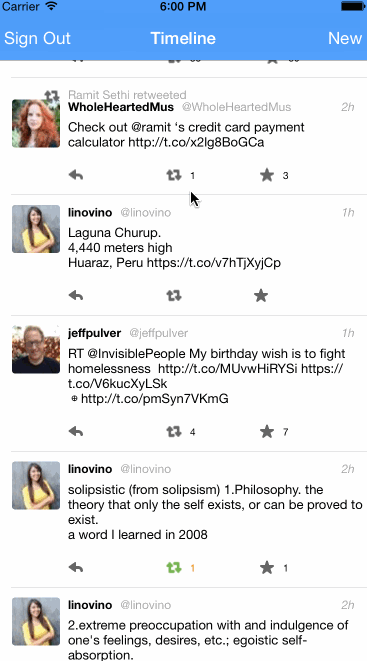 Carrier 6:00 PM
Sign Out Timeline New
Ramit Sethi retweeted
WholeHeartedMus @WholeHeartedMus 2h
Check out @ramit ‘s credit card payment
calculator http://t.co/x2lg8BoGCa
1 3
linovino @linovino 1h
Laguna Churup.
4,440 meters high
Huaraz, Peru https://t.co/v7hTjXyjCp
jeffpulver @jeffpulver 1h
RT @InvisiblePeople My birthday wish is to fight
homelessness  http://t.co/MUvwHiRYSi https://
t.co/V6kucXyLSk
⊕http://t.co/pmSyn7VKmG
4 7
linovino @linovino 2h
solipsistic (from solipsism) 1.Philosophy. the
theory that only the self exists, or can be proved to
exist.
a word I learned in 2008
1 1
linovino @linovino 2h
2.extreme preoccupation with and indulgence of
one's feelings, desires, etc.; egoistic self-
absorption.